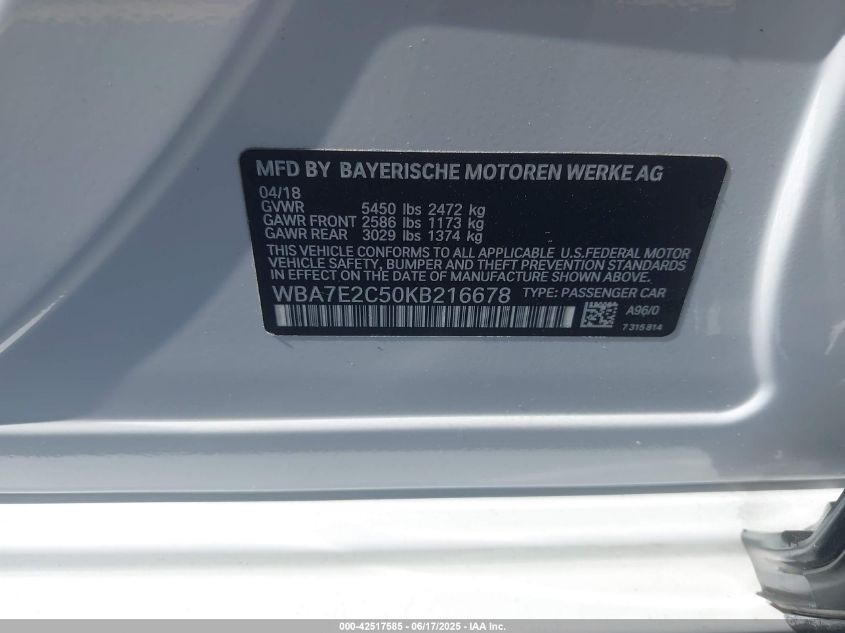 MFD BY BAYERISCHE MOTOREN WERKE AG
04/18
GVWR 5450 lbs 2472 kg
GAWR FRONT 2586 lbs 1173 kg
GAWR REAR 3029 lbs 1374 kg
THIS VEHICLE CONFORMS TO ALL APPLICABLE U.S.FEDERAL MOTOR
VEHICLE SAFETY, BUMPER AND THEFT PREVENTION STANDARDS
IN EFFECT ON THE DATE OF MANUFACTURE SHOWN ABOVE.
WBA7E2C50KB216678 TYPE: PASSENGER CAR
A96/0
7315814
000-42517585 - 06/17/2025 - IAA Inc.